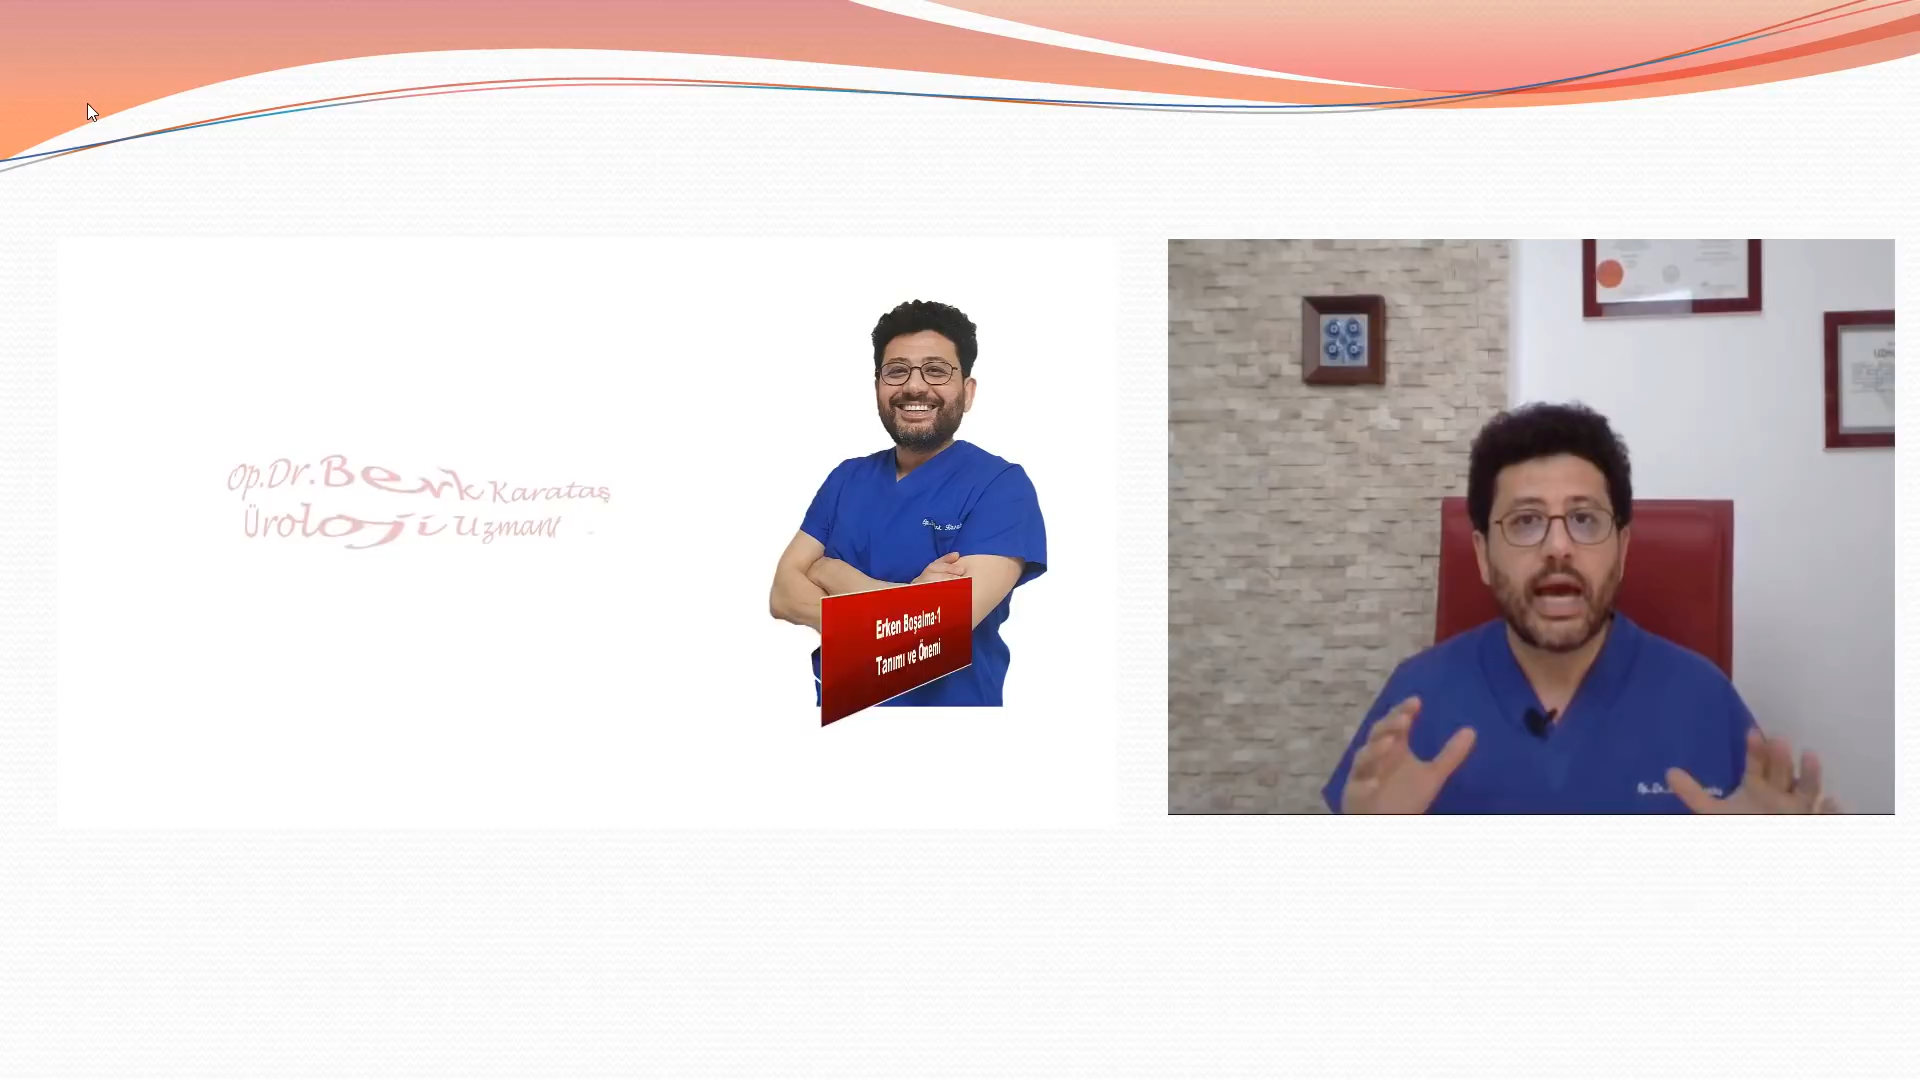 Op.Dr.Berk Karataş
Üroloji Uzmanı
Erken Boşalma-1
Tanımı ve Önemi